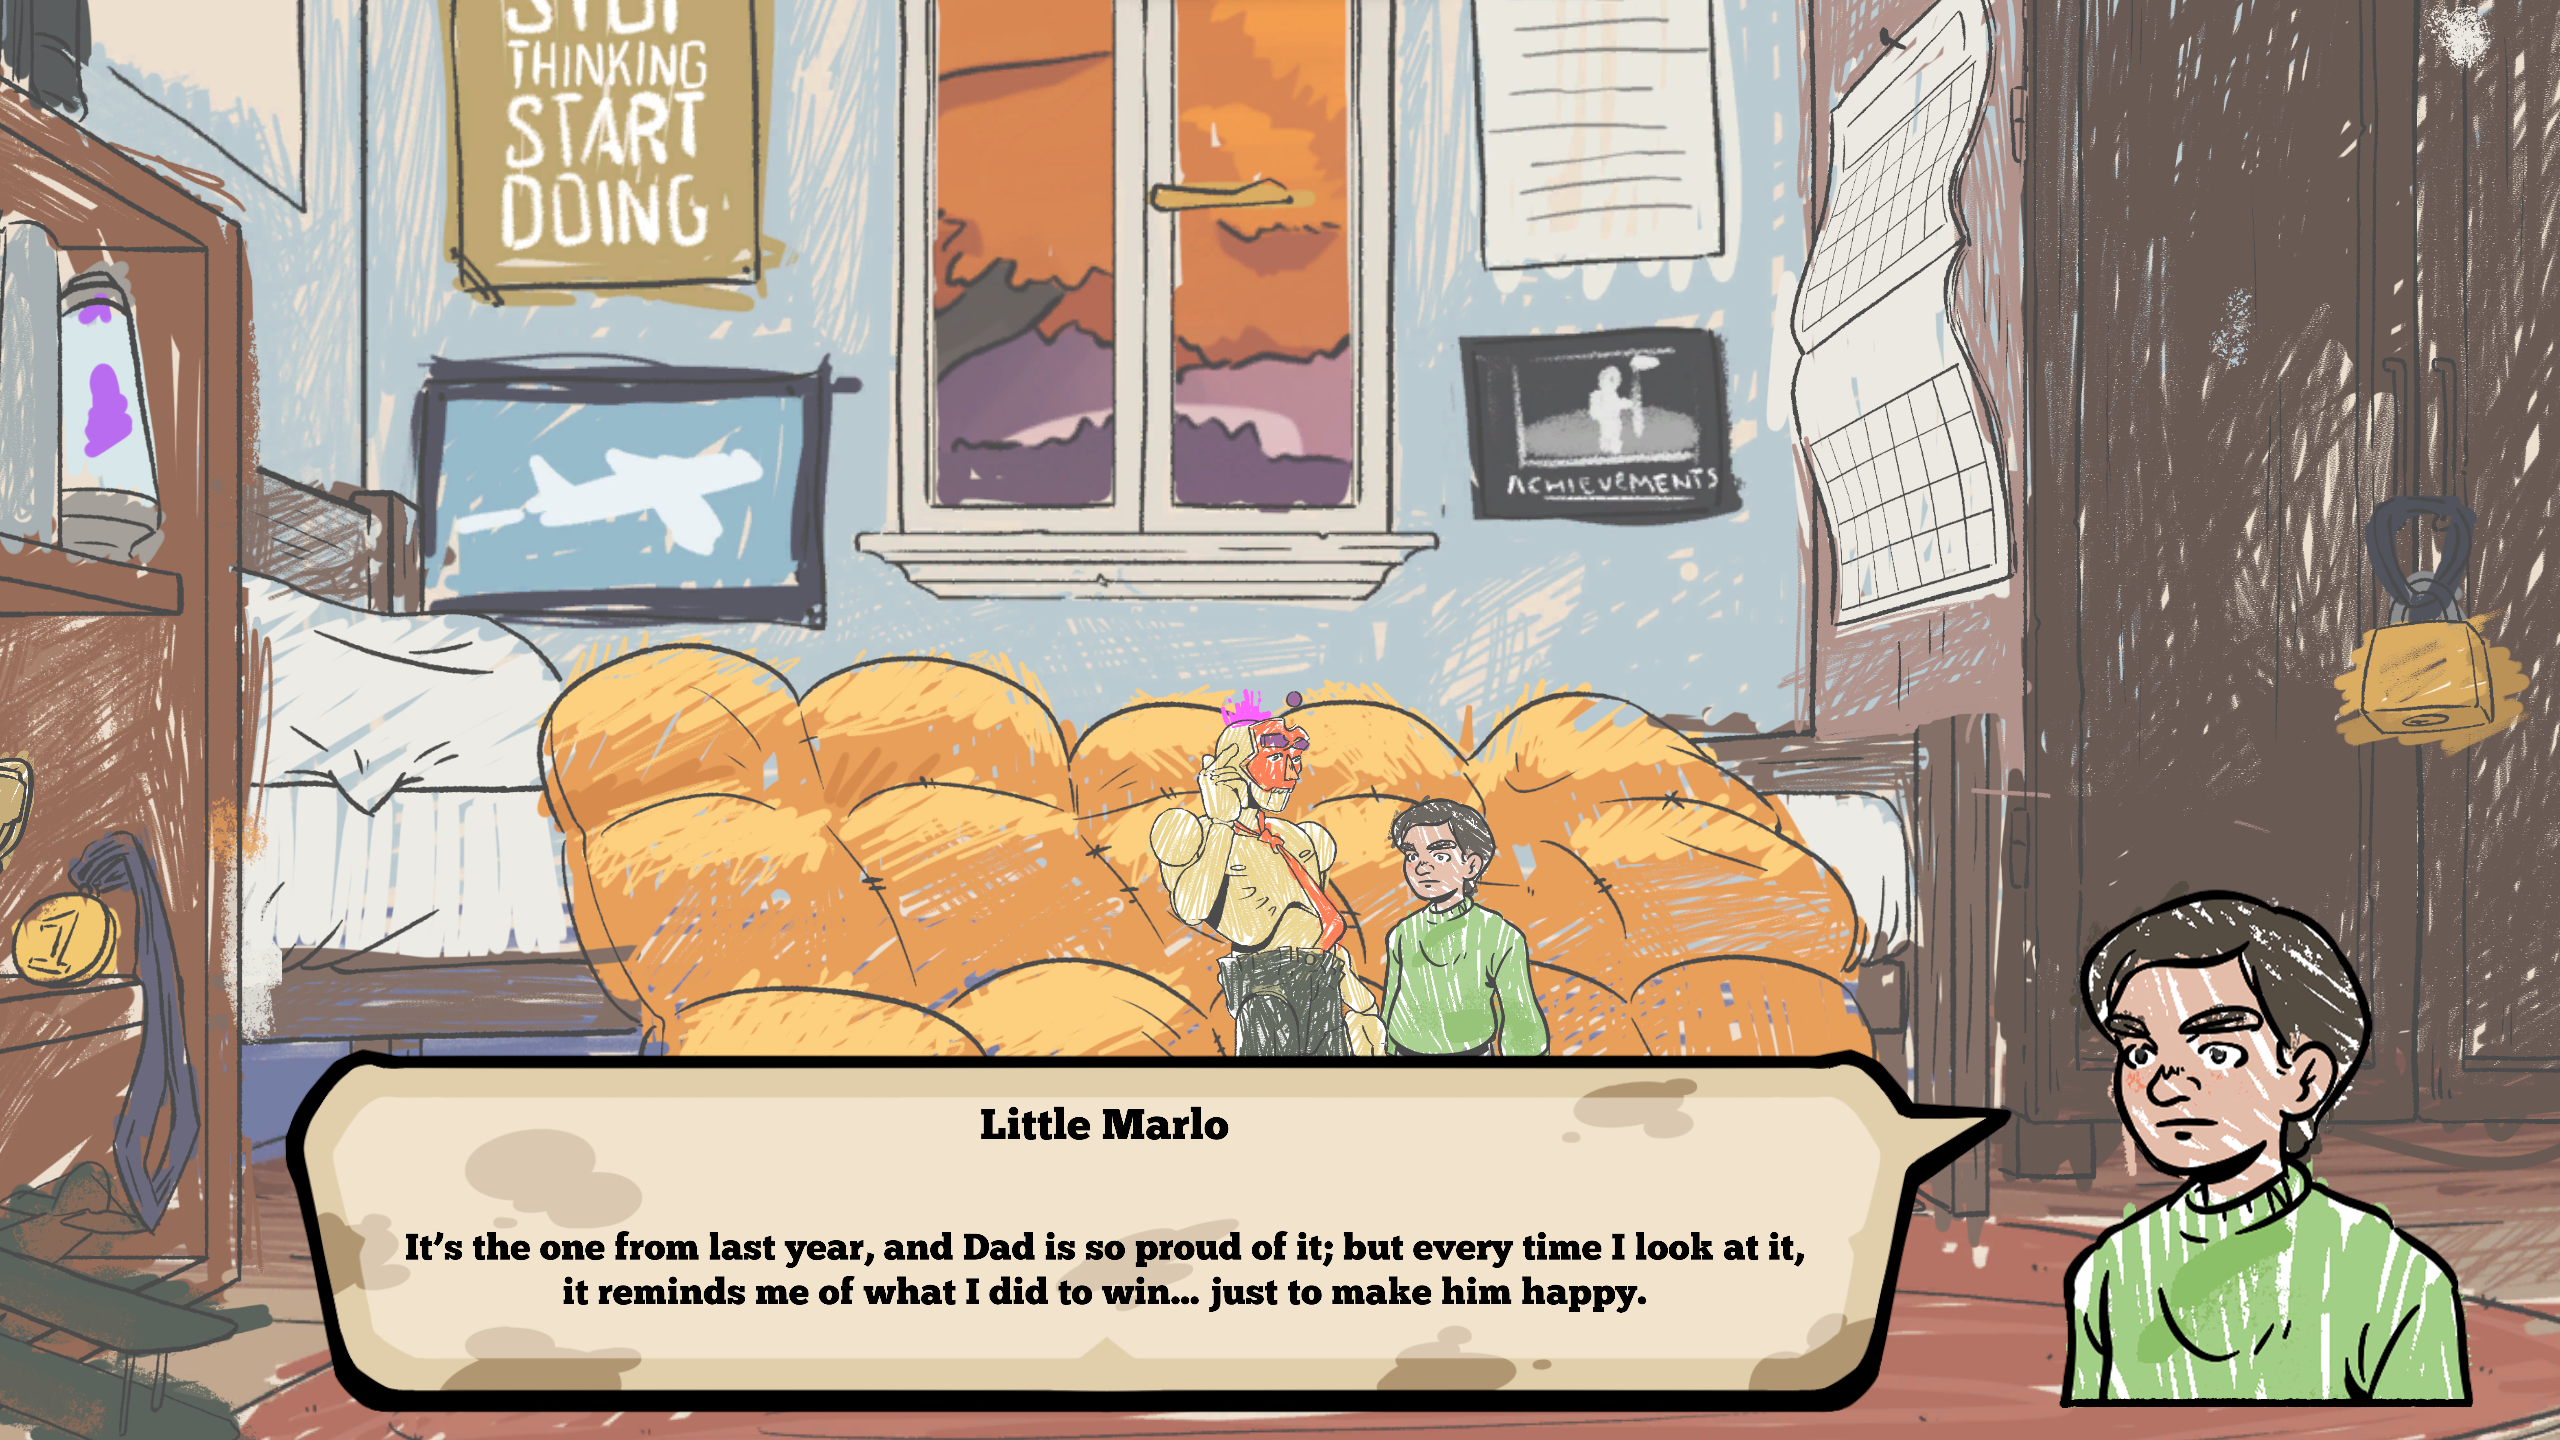 STOP
THINKING
START
DOING
ACHIEVEMENTS
1
Little Marlo
It’s the one from last year, and Dad is so proud of it; but every time I look at it,
it reminds me of what I did to win... just to make him happy.